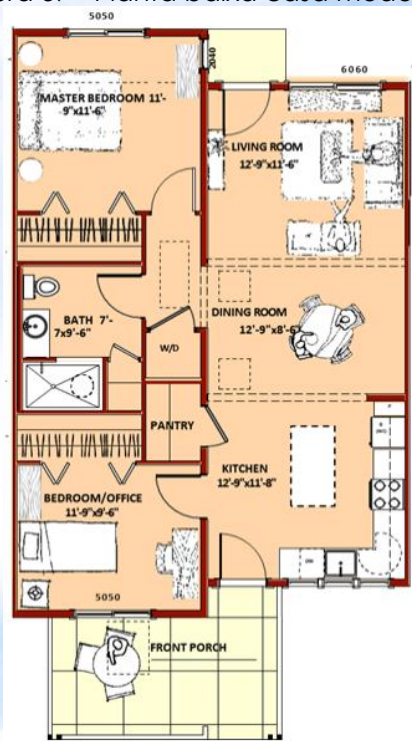 5050
2040
6060
MASTER BEDROOM 11'-
9"x11'-6"
LIVING ROOM
12'-9"x11'-6"
BATH 7'-
7x9'-6"
DINING ROOM
12'-9"x8'-6"
W/D
PANTRY
KITCHEN
12'-9"x11'-8"
BEDROOM/OFFICE
11'-9"x9'-6"
5050
FRONT PORCH